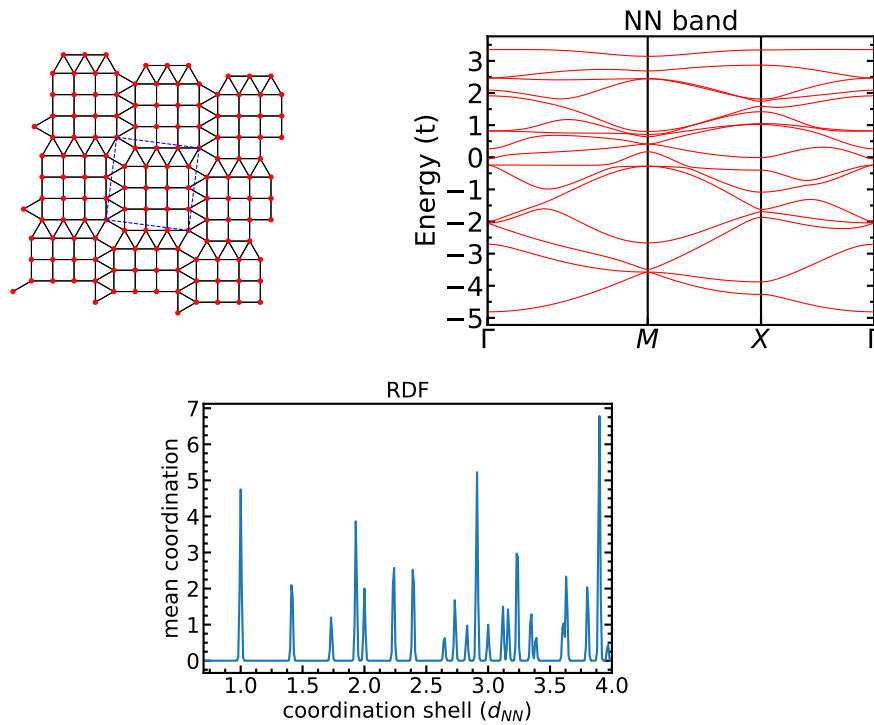 NN band
Energy (t)
3
2
1
0
−1
−2
−3
−4
−5
Γ M X Γ
RDF
mean coordination
7
6
5
4
3
2
1
0
1.0 1.5 2.0 2.5 3.0 3.5 4.0
coordination shell (d_NN)